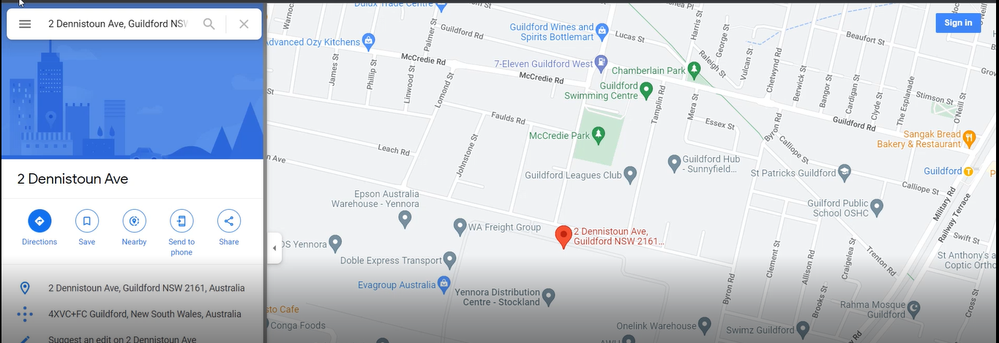 2 Dennistoun Ave, Guildford NSW
2 Dennistoun Ave
Directions
Save
Nearby
Send to
phone
Share
2 Dennistoun Ave, Guildford NSW 2161, Australia
4XVC+FC Guildford, New South Wales, Australia
Suggest an edit on 2 Dennistoun Ave
Sign in
Dulux Trade Centre
Advanced Ozy Kitchens
Guildford Rd
Palmer St
McCredie Rd
James St
Phillip St
Linwood St
Lomond St
St
Guildford Wines and
Spirits Bottlemart
Lucas St
Harris St
George St
Raleigh St
Vulcan St
Chetwynd Rd
Beaufort St
7-Eleven Guildford West
McCredie Rd
Chamberlain Park
Guildford
Swimming Centre
Tamplin Rd
Mera St
Essex St
Berwick St
Bangor St
Cardigan St
Clyde St
The Esplanade
Stimson St
O'Neill St
Guildford Rd
Faulds Rd
McCredie Park
Byron Rd
Calliope St
Sangak Bread
Bakery & Restaurant
Leach Rd
Johnstone St
Guildford Hub
- Sunnyfield...
St Patricks Guildford
Guildford
Guildford Leagues Club
Calliope St
Military Rd
Railway Terrace
Epson Australia
Warehouse - Yennora
Guilford Public
School OSHC
WA Freight Group
2 Dennistoun Ave,
Guildford NSW 2161...
DS Yennora
Swift St
Doble Express Transport
Clement St
Allison Rd
Craigelea St
Trenton Rd
St Anthony's a
Coptic Ortho
Evagroup Australia
Yennora Distribution
Centre - Stockland
Byron Rd
Brooks St
Cross St
Rahma Mosque
Guildford
sto Cafe
Conga Foods
Onelink Warehouse
Swimz Guildford